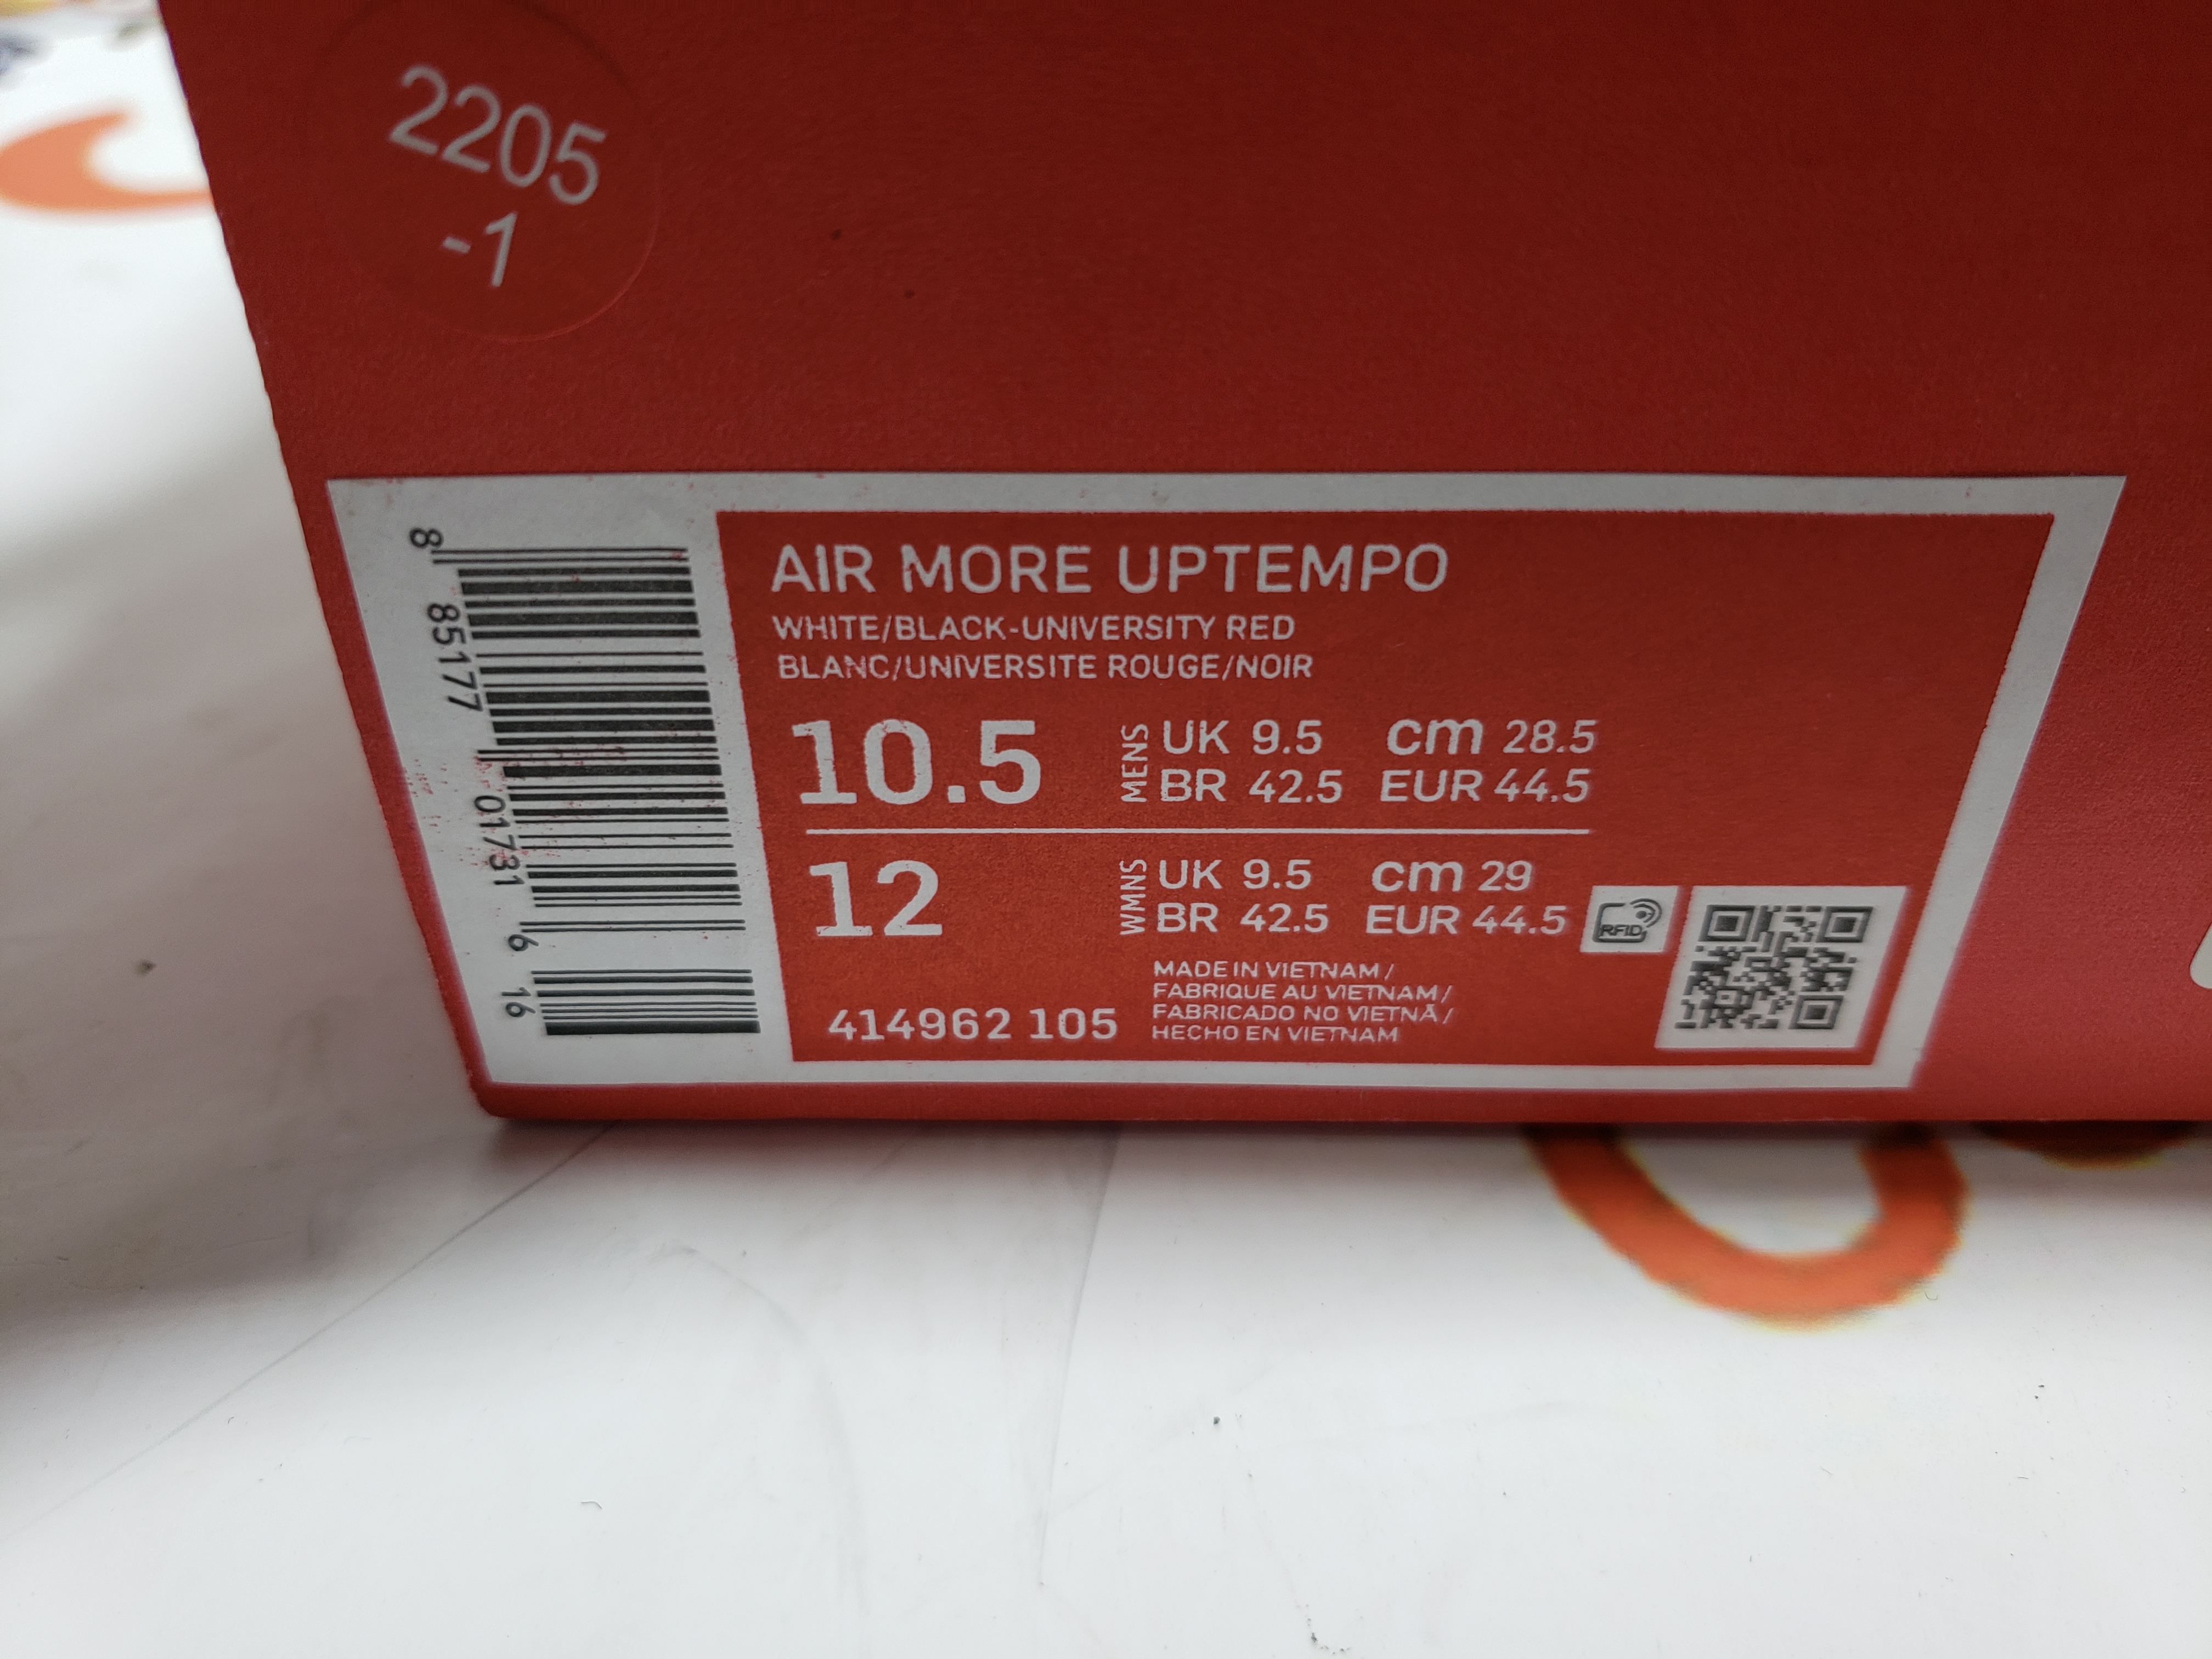 2205
-1
8 85177 01731 6 16
AIR MORE UPTEMPO
WHITE/BLACK-UNIVERSITY RED
BLANC/UNIVERSITE ROUGE/NOIR
10.5 MENS UK 9.5 cm 28.5
BR 42.5 EUR 44.5
12 WMNS UK 9.5 cm 29
BR 42.5 EUR 44.5
RFID
414962 105
MADE IN VIETNAM /
FABRIQUE AU VIETNAM /
FABRICADO NO VIETNÃ /
HECHO EN VIETNAM